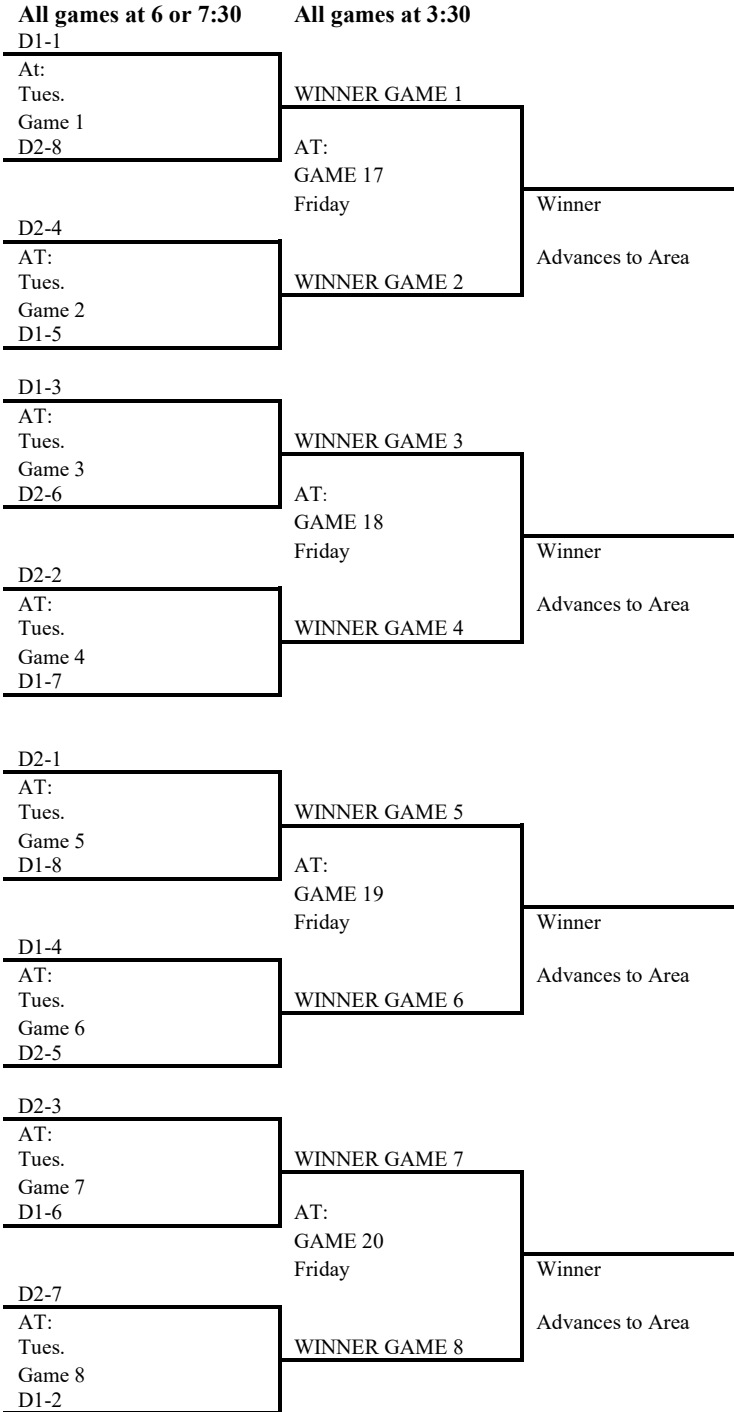 All games at 6 or 7:30 All games at 3:30
D1-1
At:
Tues. WINNER GAME 1
Game 1
D2-8 AT:
GAME 17
Friday Winner
D2-4
AT: Advances to Area
Tues. WINNER GAME 2
Game 2
D1-5
D1-3
AT:
Tues. WINNER GAME 3
Game 3
D2-6 AT:
GAME 18
Friday Winner
D2-2
AT: Advances to Area
Tues. WINNER GAME 4
Game 4
D1-7
D2-1
AT:
Tues. WINNER GAME 5
Game 5
D1-8 AT:
GAME 19
Friday Winner
D1-4
AT: Advances to Area
Tues. WINNER GAME 6
Game 6
D2-5
D2-3
AT:
Tues. WINNER GAME 7
Game 7
D1-6 AT:
GAME 20
Friday Winner
D2-7
AT: Advances to Area
Tues. WINNER GAME 8
Game 8
D1-2